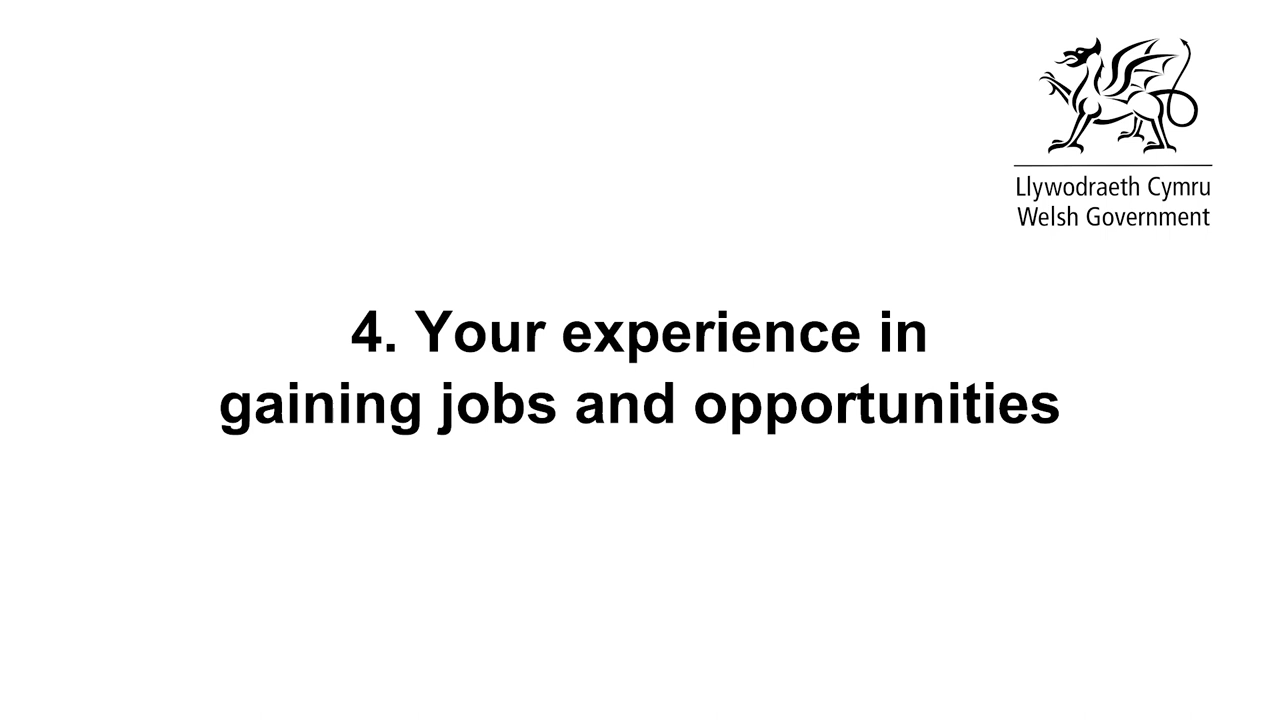 Llywodraeth Cymru
Welsh Government
4. Your experience in
gaining jobs and opportunities